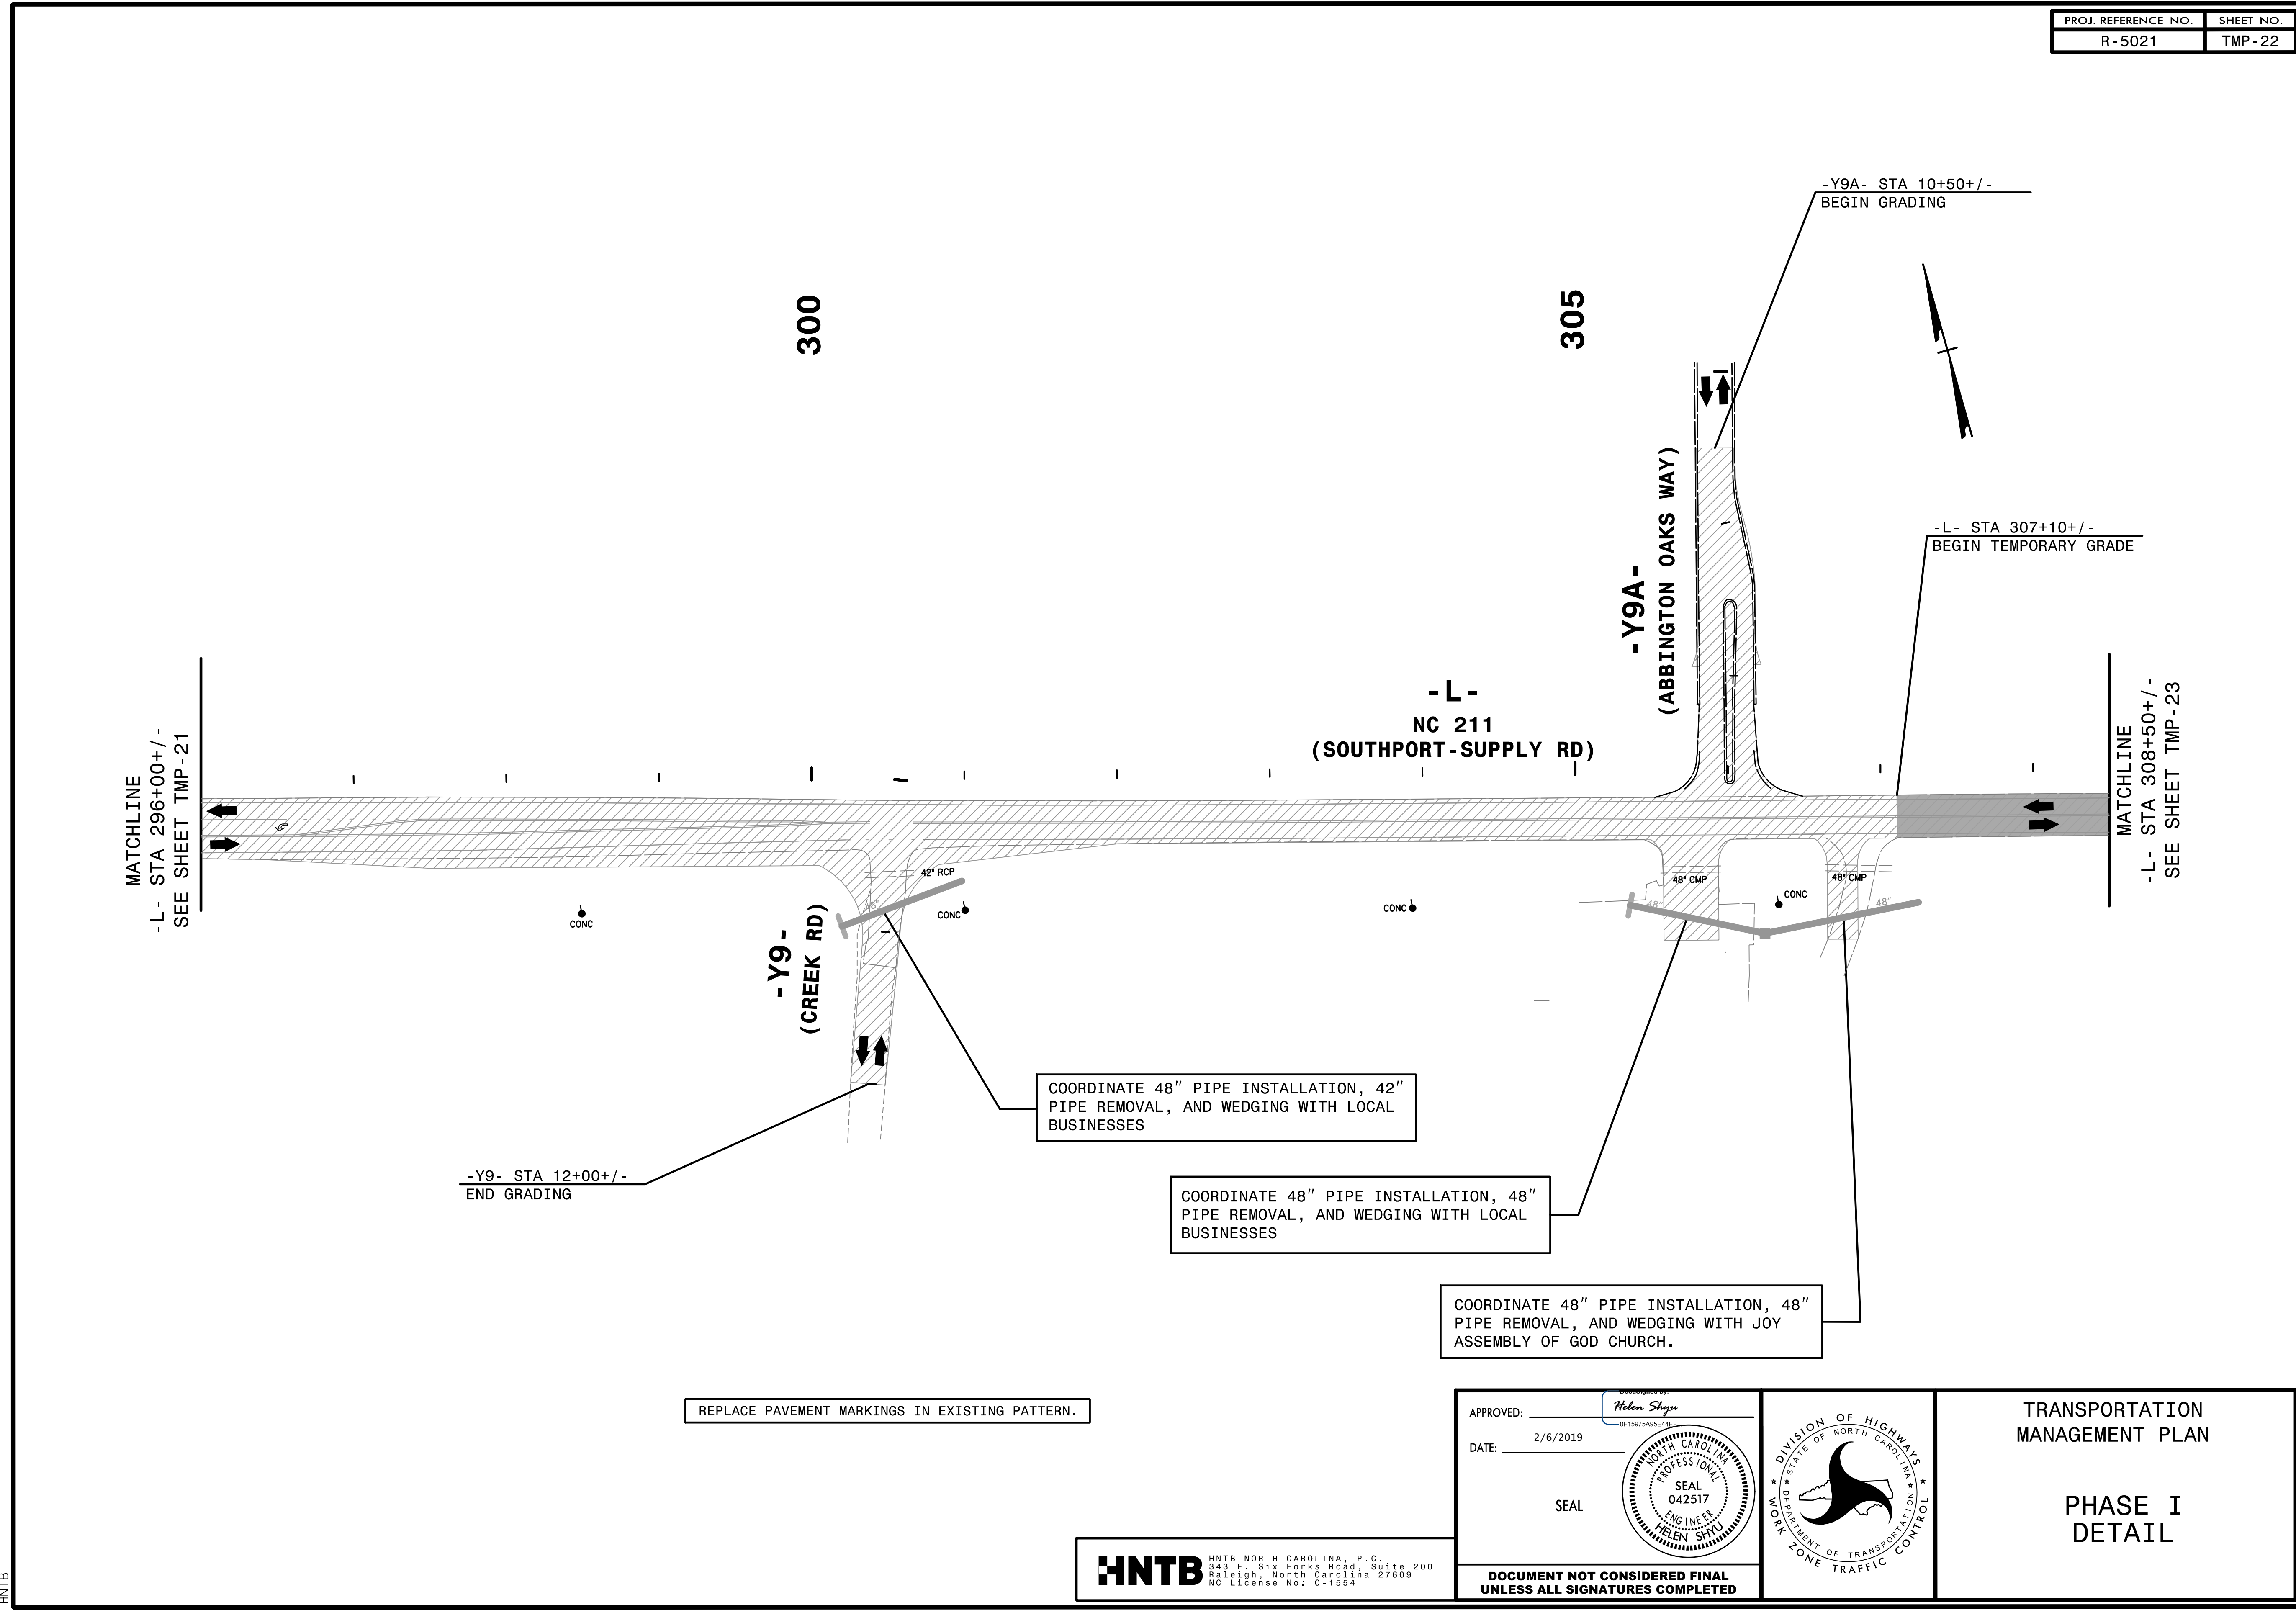 PROJ. REFERENCE NO.
SHEET NO.
R-5021
TMP-22
-Y9A- STA 10+50+/-
BEGIN GRADING
300
305
-L- STA 307+10+/-
BEGIN TEMPORARY GRADE
-Y9A-
(ABBINGTON OAKS WAY)
-L-
NC 211
(SOUTHPORT-SUPPLY RD)
MATCHLINE
-L- STA 296+00+/-
SEE SHEET TMP-21
MATCHLINE
-L- STA 308+50+/-
SEE SHEET TMP-23
42" RCP
48"
CONC
CONC
CONC
48" CMP
48"
CONC
48" CMP
48"
-Y9-
(CREEK RD)
COORDINATE 48" PIPE INSTALLATION, 42"
PIPE REMOVAL, AND WEDGING WITH LOCAL
BUSINESSES
-Y9- STA 12+00+/-
END GRADING
COORDINATE 48" PIPE INSTALLATION, 48"
PIPE REMOVAL, AND WEDGING WITH LOCAL
BUSINESSES
COORDINATE 48" PIPE INSTALLATION, 48"
PIPE REMOVAL, AND WEDGING WITH JOY
ASSEMBLY OF GOD CHURCH.
REPLACE PAVEMENT MARKINGS IN EXISTING PATTERN.
APPROVED:
Helen Shyu
0F15975A95E44EF
DATE: 2/6/2019
SEAL
NORTH CAROLINA
PROFESSIONAL
SEAL
042517
ENGINEER
HELEN SHYU
DOCUMENT NOT CONSIDERED FINAL
UNLESS ALL SIGNATURES COMPLETED
DIVISION OF HIGHWAYS
STATE OF NORTH CAROLINA
DEPARTMENT OF TRANSPORTATION
WORK ZONE TRAFFIC CONTROL
TRANSPORTATION
MANAGEMENT PLAN
PHASE I
DETAIL
HNTB
HNTB NORTH CAROLINA, P.C.
343 E. Six Forks Road, Suite 200
Raleigh, North Carolina 27609
NC License No: C-1554
HNTB